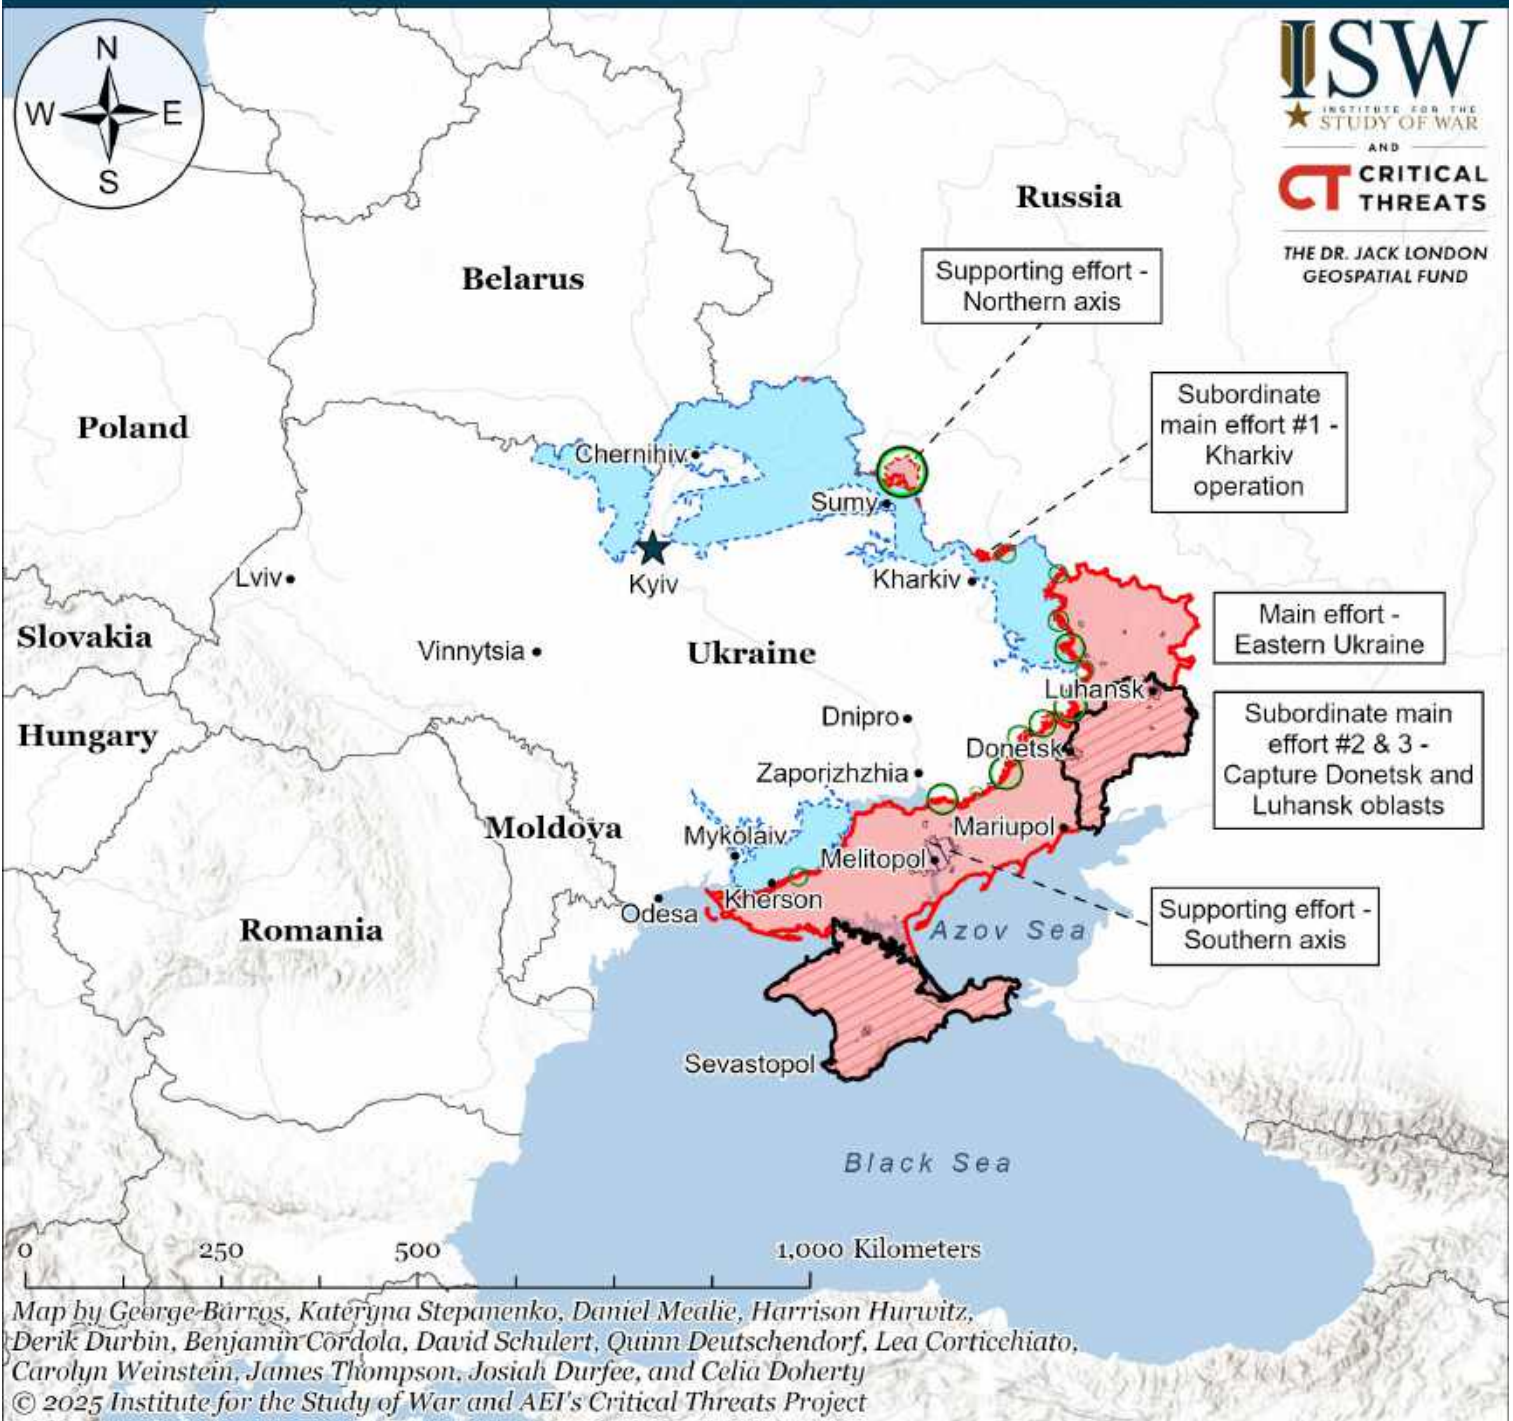 N
W E
S
ISW
INSTITUTE FOR THE
STUDY OF WAR
AND
CT CRITICAL
THREATS
THE DR. JACK LONDON
GEOSPATIAL FUND
Russia
Supporting effort -
Northern axis
Belarus
Subordinate
main effort #1 -
Kharkiv
operation
Poland
Chernihiv
Sumy
Lviv
Kyiv
Kharkiv
Main effort -
Eastern Ukraine
Slovakia
Vinnytsia
Ukraine
Luhansk
Subordinate main
effort #2 & 3 -
Capture Donetsk and
Luhansk oblasts
Hungary
Dnipro
Donetsk
Zaporizhzhia
Moldova
Mykolaiv
Mariupol
Melitopol
Kherson
Odesa
Supporting effort -
Southern axis
Romania
Azov Sea
Sevastopol
Black Sea
0 250 500 1,000 Kilometers
Map by George Barros, Kateryna Stepanenko, Daniel Mealie, Harrison Hurwitz,
Derik Durbin, Benjamin Cordola, David Schulert, Quinn Deutschendorf, Lea Corticchiato,
Carolyn Weinstein, James Thompson, Josiah Durfee, and Celia Doherty
© 2025 Institute for the Study of War and AEI's Critical Threats Project